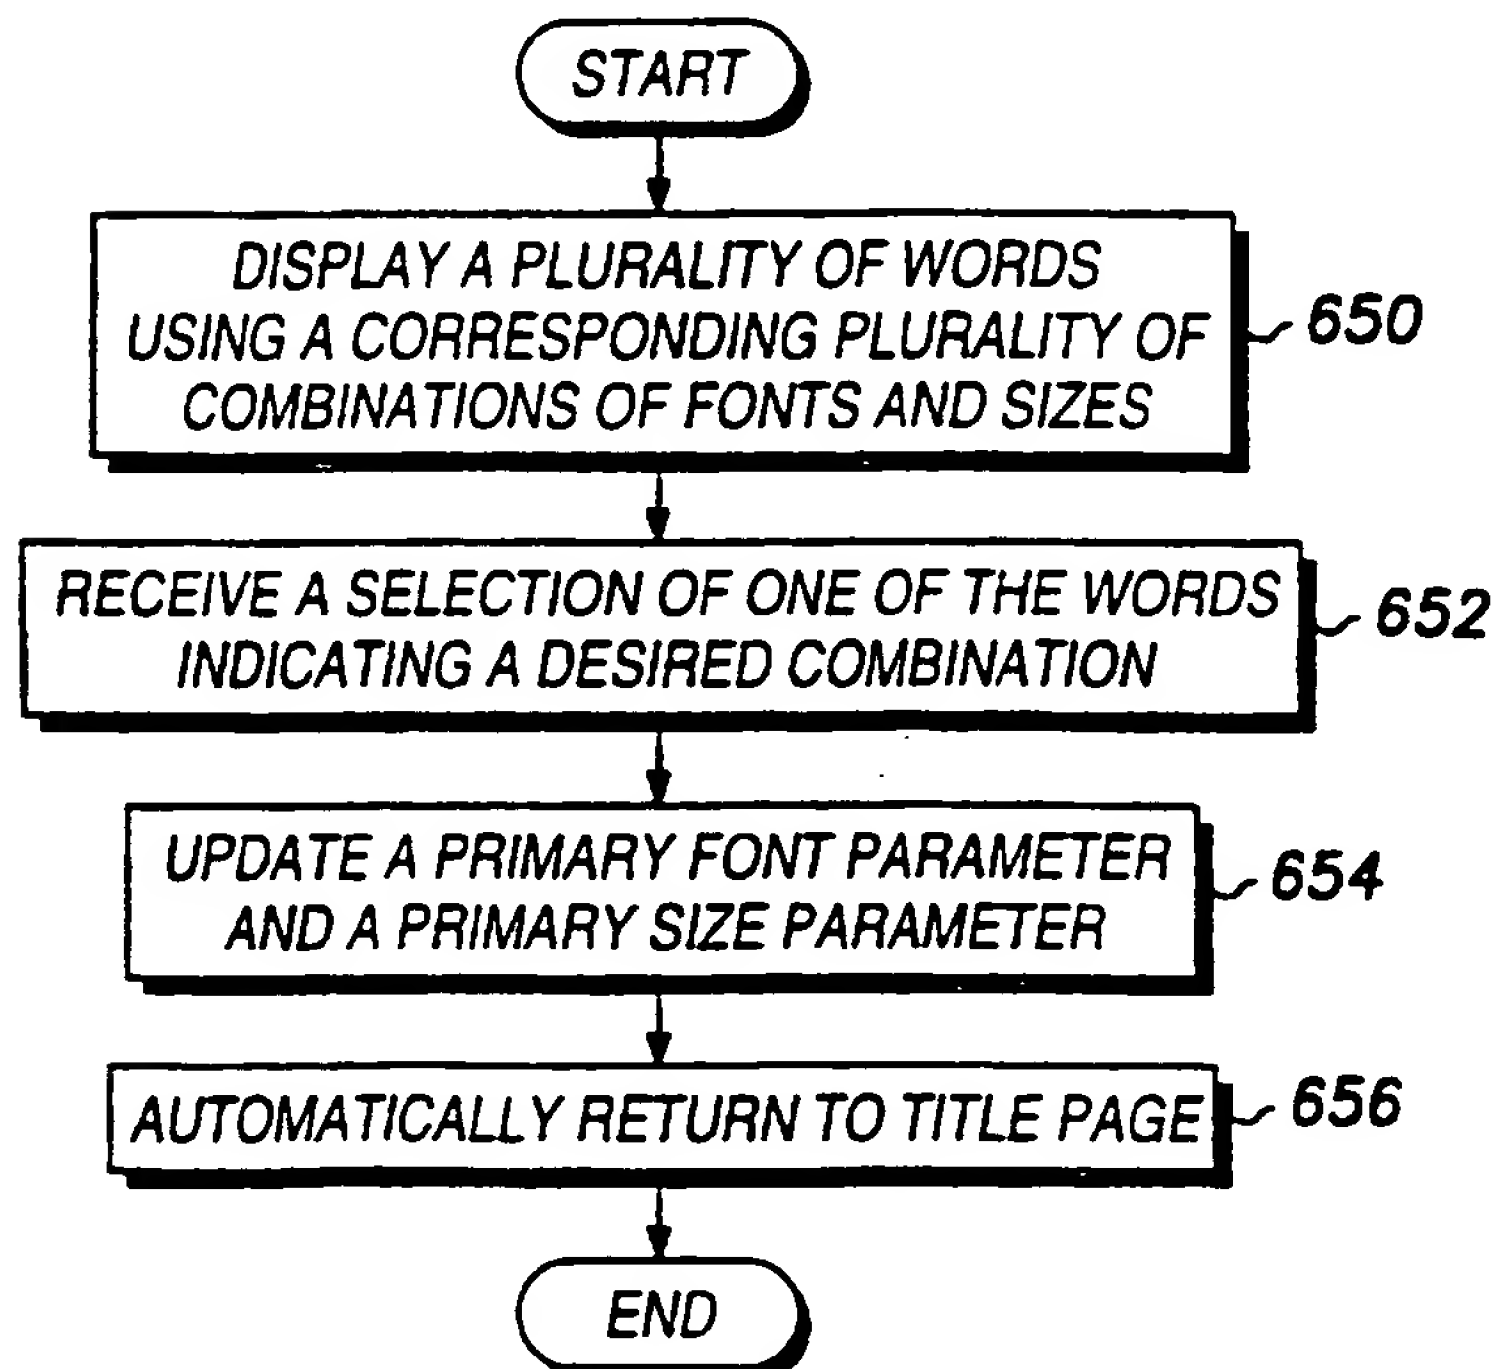 START
DISPLAY A PLURALITY OF WORDS
USING A CORRESPONDING PLURALITY OF
COMBINATIONS OF FONTS AND SIZES
650
RECEIVE A SELECTION OF ONE OF THE WORDS
INDICATING A DESIRED COMBINATION
652
UPDATE A PRIMARY FONT PARAMETER
AND A PRIMARY SIZE PARAMETER
654
AUTOMATICALLY RETURN TO TITLE PAGE
656
END